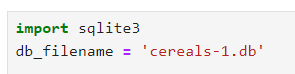 import sqlite3
db_filename = 'cereals-1.db'